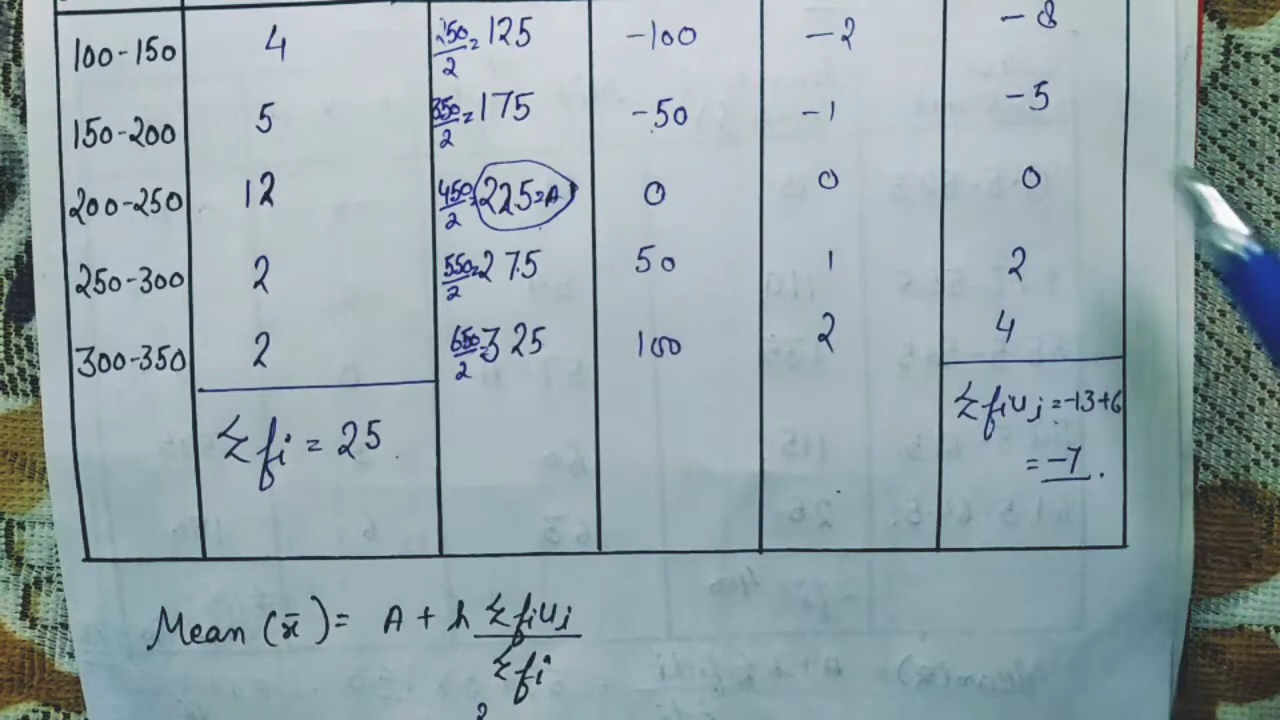 100-150 4 250/2 = 125 -100 -2 -8
150-200 5 350/2 = 175 -50 -1 -5
200-250 12 450/2 = 225=A 0 0 0
250-300 2 550/2 = 275 50 1 2
300-350 2 650/2 = 325 100 2 4
Σfi = 25. Σfiui = -13+6
= -7.
Mean (x̄) = A + h Σfiui
Σfi